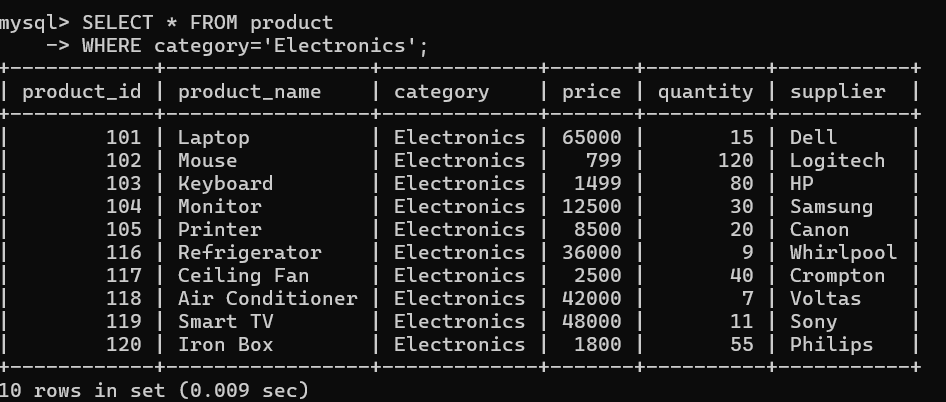 mysql> SELECT * FROM product
    -> WHERE category='Electronics';
+------------+-----------------+-------------+-------+----------+-----------+
| product_id | product_name    | category    | price | quantity | supplier  |
+------------+-----------------+-------------+-------+----------+-----------+
|        101 | Laptop          | Electronics | 65000 |       15 | Dell      |
|        102 | Mouse           | Electronics |   799 |      120 | Logitech  |
|        103 | Keyboard        | Electronics |  1499 |       80 | HP        |
|        104 | Monitor         | Electronics | 12500 |       30 | Samsung   |
|        105 | Printer         | Electronics |  8500 |       20 | Canon     |
|        116 | Refrigerator    | Electronics | 36000 |        9 | Whirlpool |
|        117 | Ceiling Fan     | Electronics |  2500 |       40 | Crompton  |
|        118 | Air Conditioner | Electronics | 42000 |        7 | Voltas    |
|        119 | Smart TV        | Electronics | 48000 |       11 | Sony      |
|        120 | Iron Box        | Electronics |  1800 |       55 | Philips   |
+------------+-----------------+-------------+-------+----------+-----------+
10 rows in set (0.009 sec)